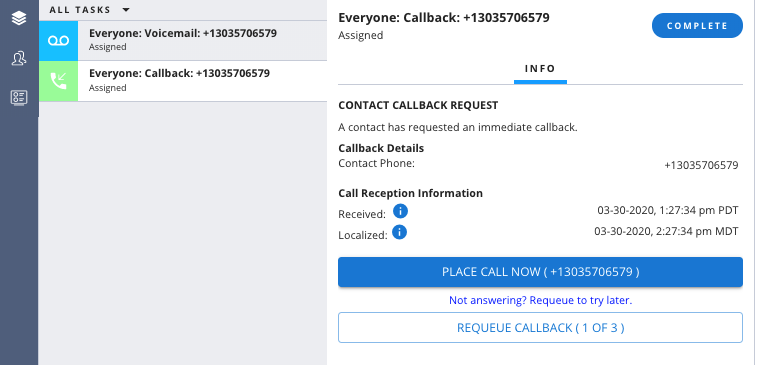 ALL TASKS
Everyone: Voicemail: +13035706579
Assigned
Everyone: Callback: +13035706579
Assigned
Everyone: Callback: +13035706579
Assigned
COMPLETE
INFO
CONTACT CALLBACK REQUEST
A contact has requested an immediate callback.
Callback Details
Contact Phone: +13035706579
Call Reception Information
Received: 03-30-2020, 1:27:34 pm PDT
Localized: 03-30-2020, 2:27:34 pm MDT
PLACE CALL NOW ( +13035706579 )
Not answering? Requeue to try later.
REQUEUE CALLBACK ( 1 OF 3 )